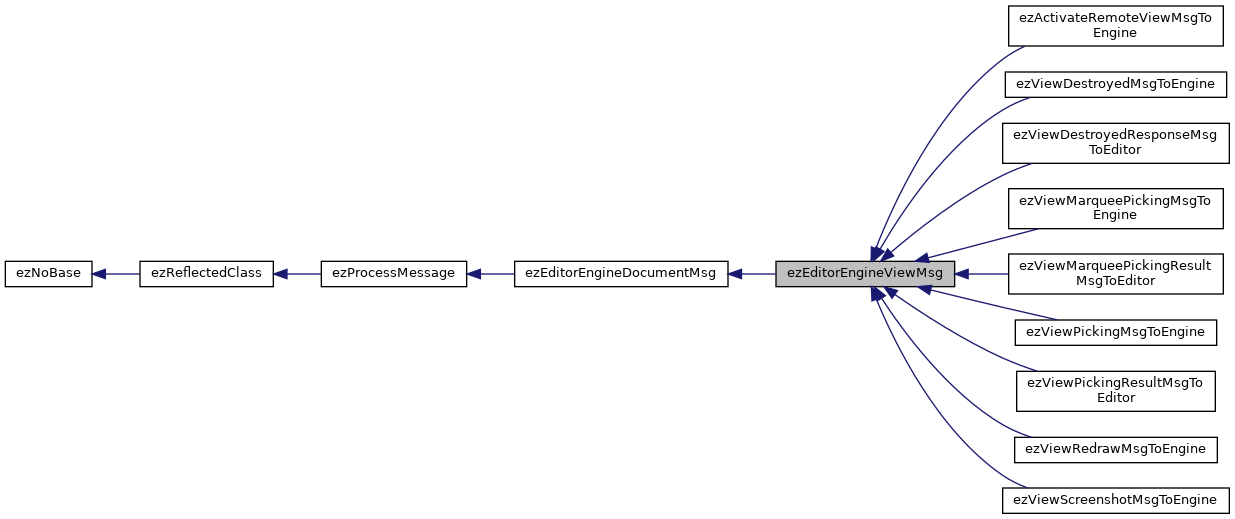 ezActivateRemoteViewMsgTo
Engine
ezViewDestroyedMsgToEngine
ezViewDestroyedResponseMsg
ToEditor
ezViewMarqueePickingMsgTo
Engine
ezNoBase
ezReflectedClass
ezProcessMessage
ezEditorEngineDocumentMsg
ezEditorEngineViewMsg
ezViewMarqueePickingResult
MsgToEditor
ezViewPickingMsgToEngine
ezViewPickingResultMsgTo
Editor
ezViewRedrawMsgToEngine
ezViewScreenshotMsgToEngine